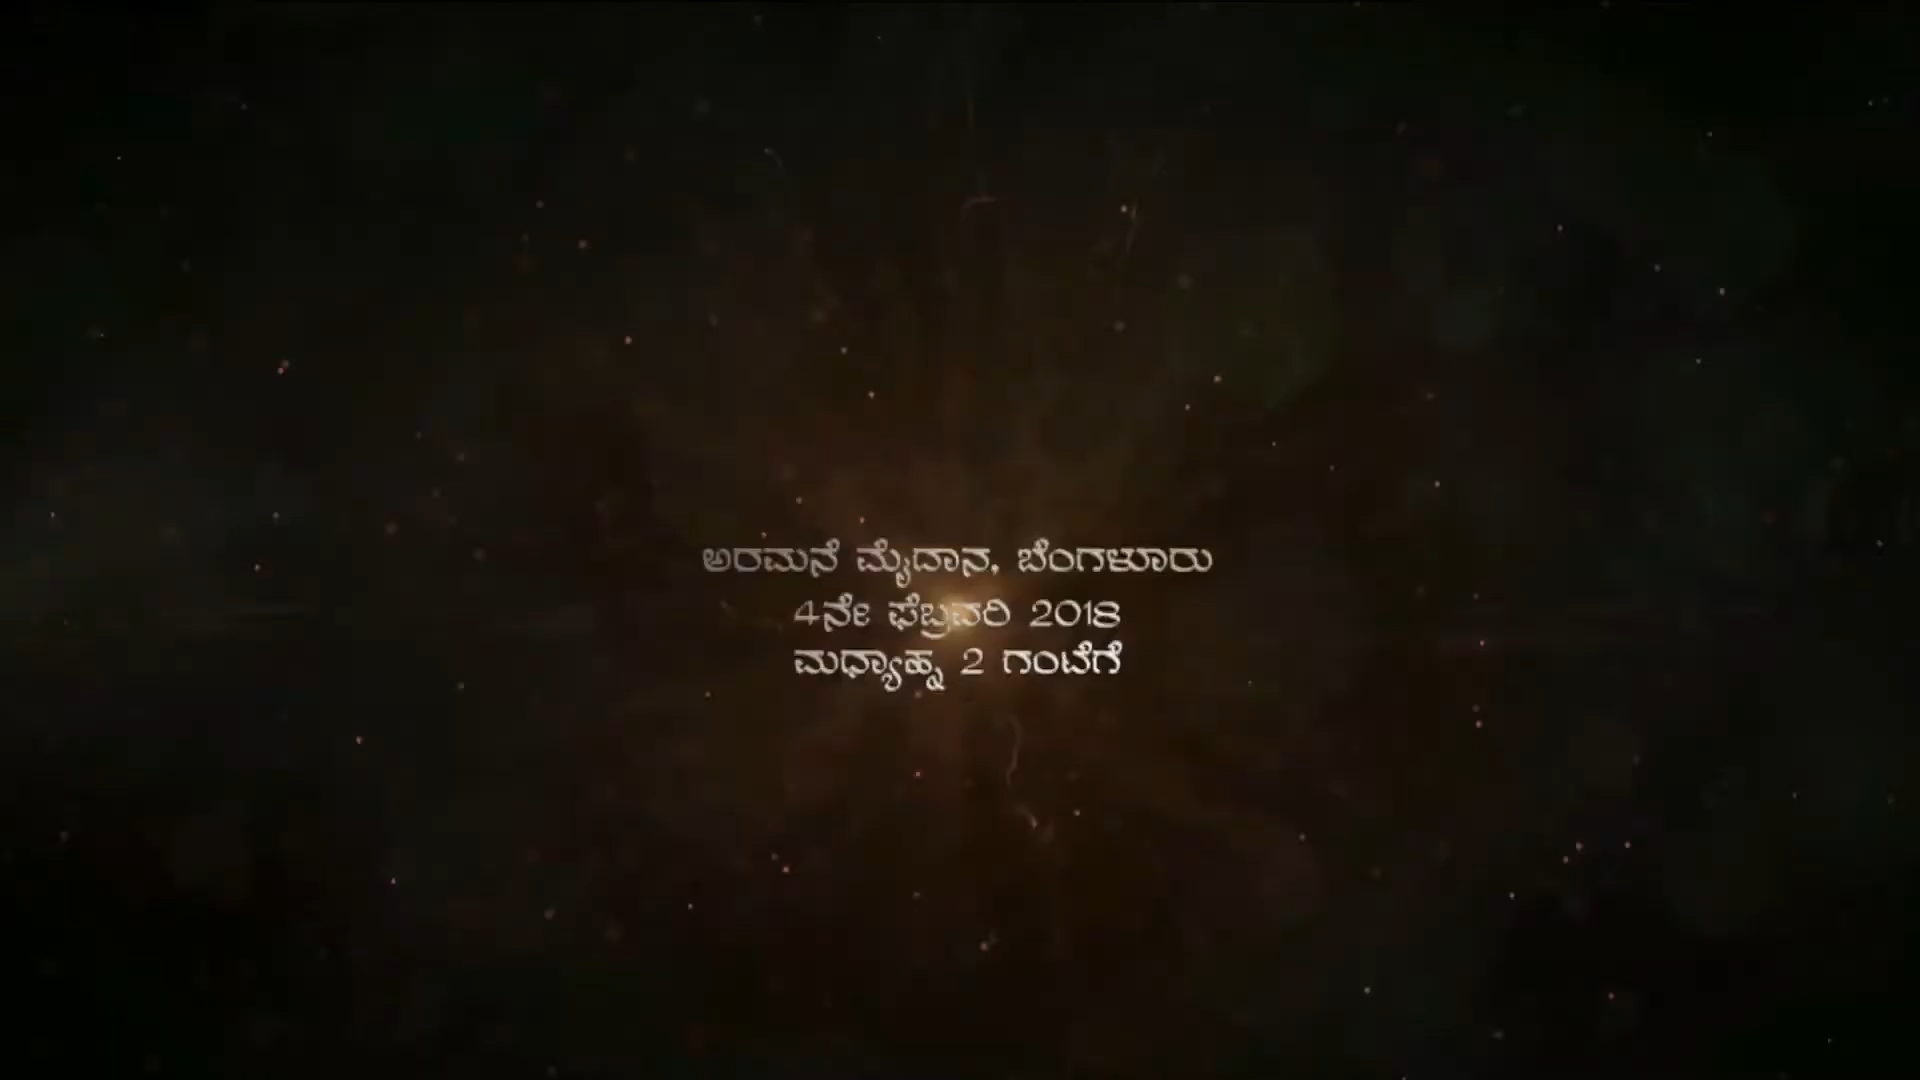 ಅರಮನೆ ಮೈದಾನ, ಬೆಂಗಳೂರು
4ನೇ ಫೆಬ್ರವರಿ 2018
ಮಧ್ಯಾಹ್ನ 2 ಗಂಟೆಗೆ